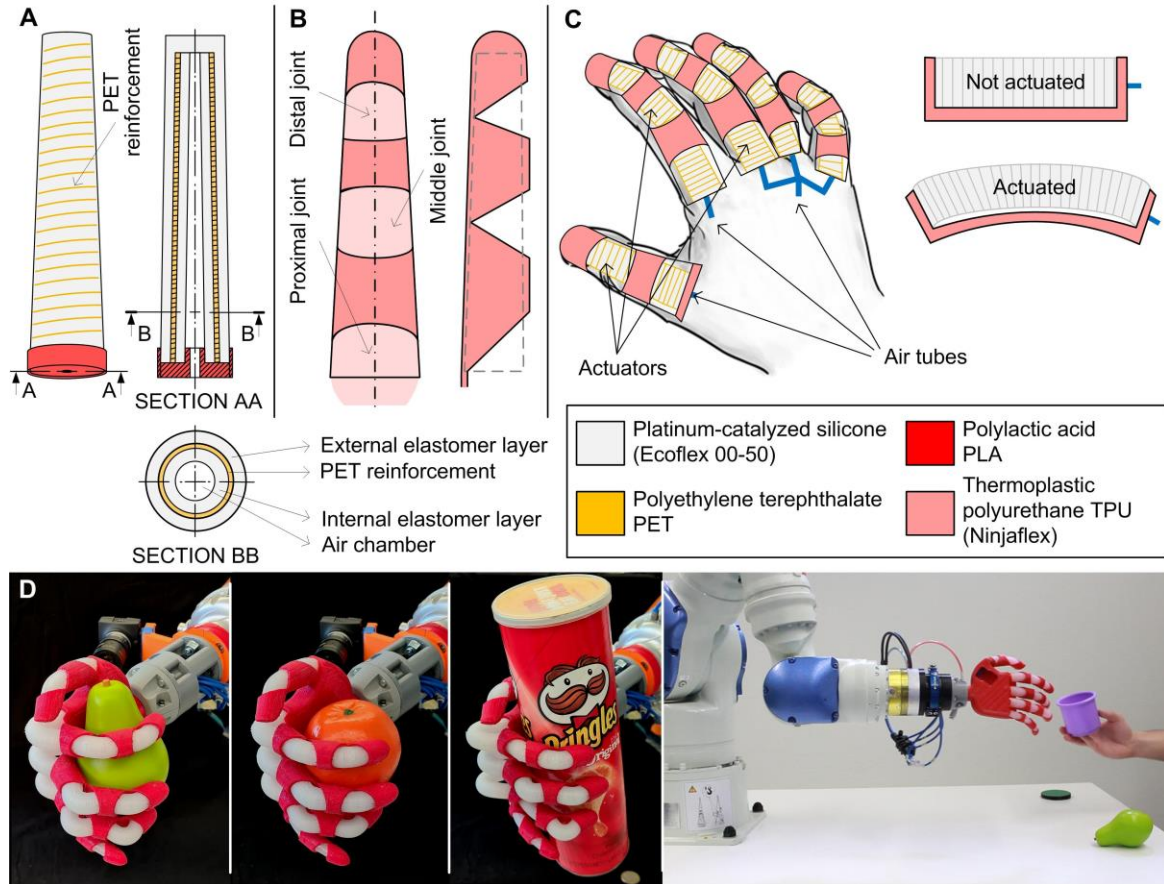 A
PET
reinforcement
B
B
A
A
SECTION AA
External elastomer layer
PET reinforcement
Internal elastomer layer
Air chamber
SECTION BB
B
Distal joint
Middle joint
Proximal joint
C
Not actuated
Actuated
Actuators
Air tubes
Platinum-catalyzed silicone
(Ecoflex 00-50)
Polyethylene terephthalate
PET
Polylactic acid
PLA
Thermoplastic
polyurethane TPU
(Ninjaflex)
D
Pringles
Original